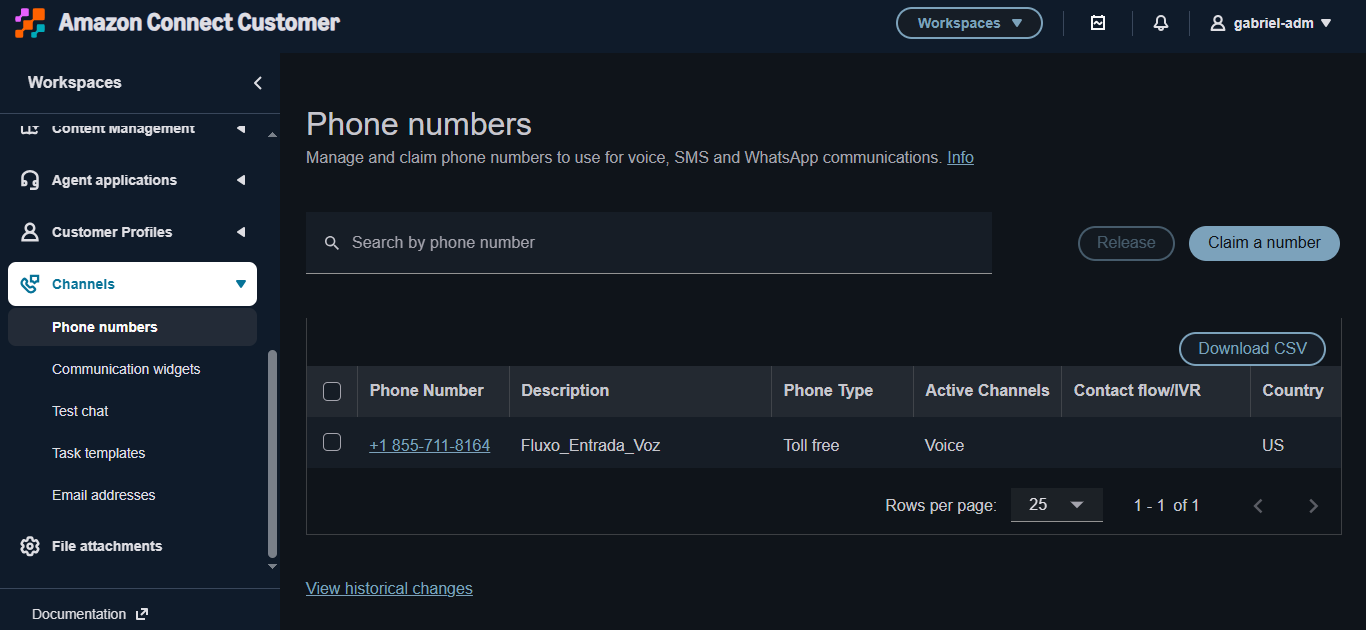 Amazon Connect Customer
Workspaces
gabriel-adm
Workspaces
Content Management
Agent applications
Customer Profiles
Channels
Phone numbers
Communication widgets
Test chat
Task templates
Email addresses
File attachments
Documentation
Phone numbers
Manage and claim phone numbers to use for voice, SMS and WhatsApp communications. Info
Search by phone number
Release
Claim a number
Download CSV
Phone Number Description Phone Type Active Channels Contact flow/IVR Country
+1 855-711-8164 Fluxo_Entrada_Voz Toll free Voice US
Rows per page: 25 1 - 1 of 1
View historical changes